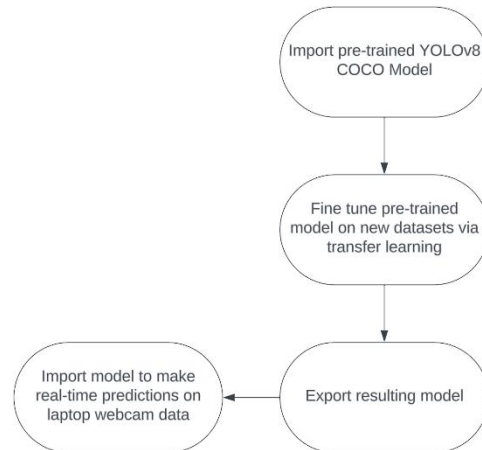 Import pre-trained YOLOv8
COCO Model
Fine tune pre-trained
model on new datasets via
transfer learning
Export resulting model
Import model to make
real-time predictions on
laptop webcam data